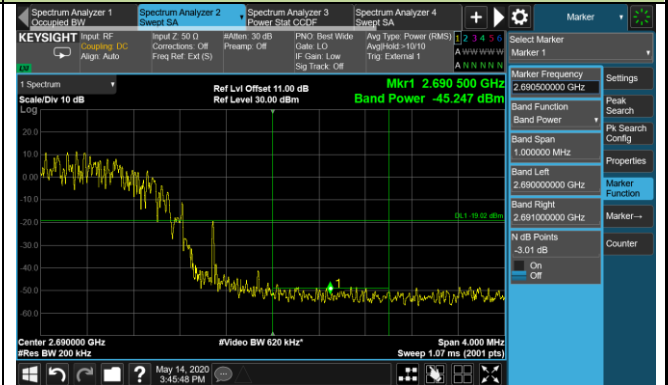 Spectrum Analyzer 1
Occupied BW
Spectrum Analyzer 2
Swept SA
Spectrum Analyzer 3
Power Stat CCDF
Spectrum Analyzer 4
Swept SA
Marker
KEYSIGHT
Input: RF
Coupling: DC
Align: Auto
Input Z: 50 Ω
Corrections: Off
Freq Ref: Ext (S)
#Atten: 30 dB
Preamp: Off
PNO: Best Wide
Gate: LO
IF Gain: Low
Sig Track: Off
Avg Type: Power (RMS)
Avg|Hold:>10/10
Trig: External 1
1 2 3 4 5 6
A W W W W W
A N N N N N
Select Marker
Marker 1
1 Spectrum
Scale/Div 10 dB
Log
Ref Lvl Offset 11.00 dB
Ref Level 30.00 dBm
Mkr1 2.690 500 GHz
Band Power -45.247 dBm
20.0
10.0
0.00
-10.0
-20.0
-30.0
-40.0
-50.0
-60.0
DL1 -19.02 dBm
1
Center 2.690000 GHz
#Res BW 200 kHz
#Video BW 620 kHz*
Span 4.000 MHz
Sweep 1.07 ms (2001 pts)
Marker Frequency
2.690500000 GHz
Band Function
Band Power
Band Span
1.000000 MHz
Band Left
2.690000000 GHz
Band Right
2.691000000 GHz
N dB Points
-3.01 dB
On
Off
Settings
Peak
Search
Pk Search
Config
Properties
Marker
Function
Marker→
Counter
May 14, 2020
3:45:48 PM